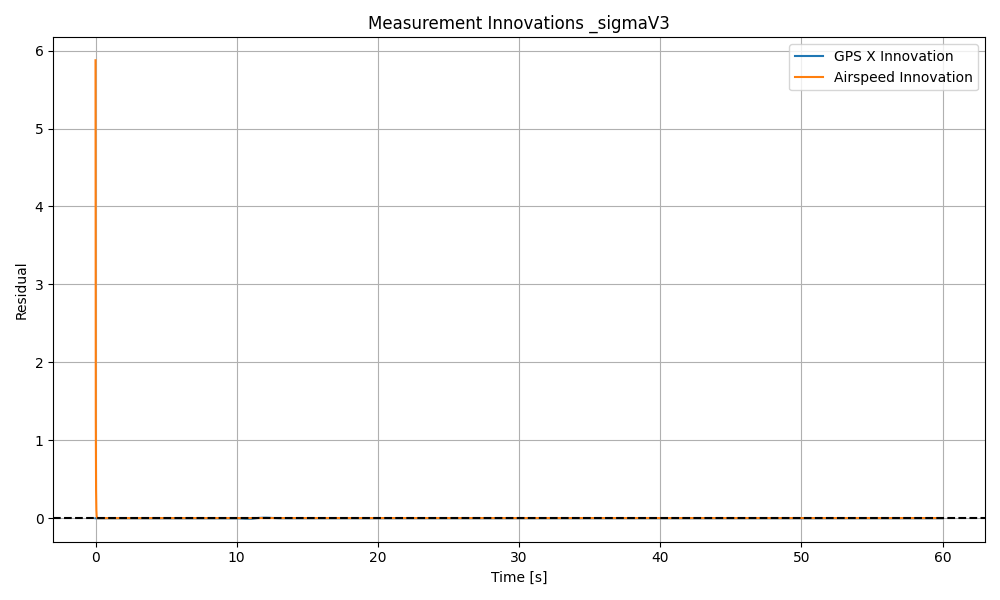 Measurement Innovations _sigmaV3
GPS X Innovation
Airspeed Innovation
6
5
4
3
2
1
0
Residual
0 10 20 30 40 50 60
Time [s]